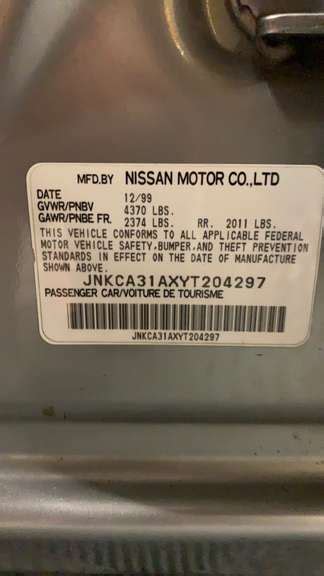 MFD.BY NISSAN MOTOR CO.,LTD
DATE 12/99
GVWR/PNBV 4370 LBS.
GAWR/PNBE FR. 2374 LBS. RR. 2011 LBS.
THIS VEHICLE CONFORMS TO ALL APPLICABLE FEDERAL
MOTOR VEHICLE SAFETY,BUMPER,AND THEFT PREVENTION
STANDARDS IN EFFECT ON THE DATE OF MANUFACTURE
SHOWN ABOVE.
JNKCA31AXYT204297
PASSENGER CAR/VOITURE DE TOURISME
JNKCA31AXYT204297